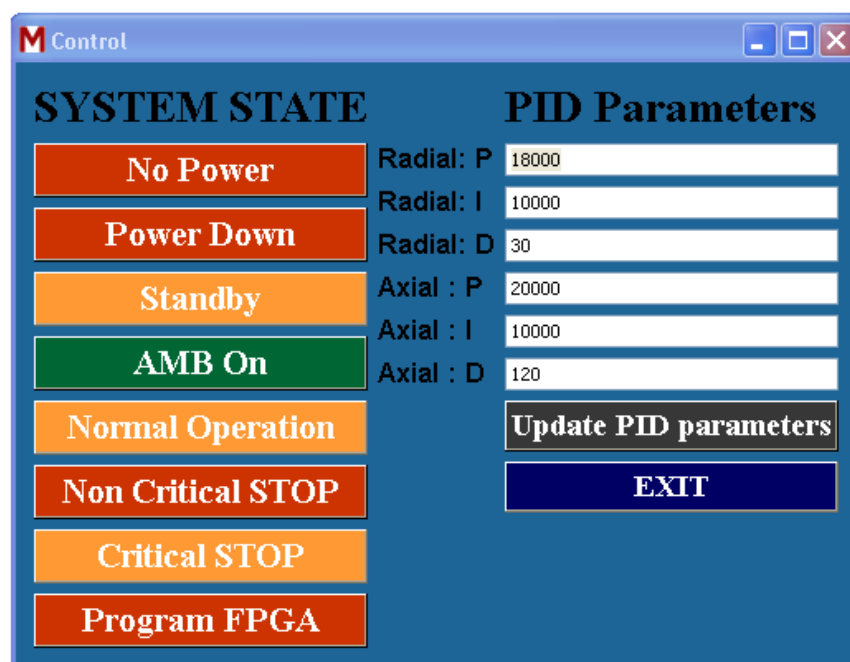 M Control
SYSTEM STATE
No Power
Power Down
Standby
AMB On
Normal Operation
Non Critical STOP
Critical STOP
Program FPGA
PID Parameters
Radial: P 18000
Radial: I 10000
Radial: D 30
Axial : P 20000
Axial : I 10000
Axial : D 120
Update PID parameters
EXIT